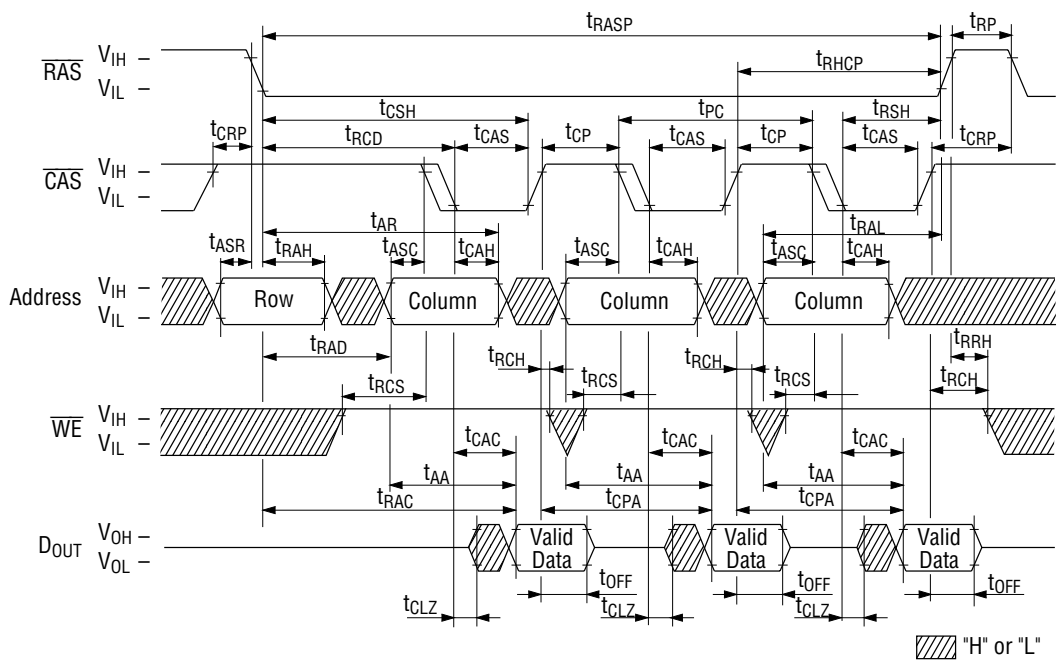 tRASP
tRP
RAS
VIH
VIL
tRHCP
tCSH
tPC
tRSH
tCRP
tRCD
tCAS
tCP
tCAS
tCP
tCAS
tCRP
CAS
VIH
VIL
tAR
tRAL
tASR
tRAH
tASC
tCAH
tASC
tCAH
tASC
tCAH
Address
VIH
VIL
Row
Column
Column
Column
tRAD
tRCH
tRCH
tRRH
tRCS
tRCS
tRCS
tRCH
WE
VIH
VIL
tCAC
tCAC
tCAC
tAA
tAA
tAA
tRAC
tCPA
tCPA
DOUT
VOH
VOL
Valid
Data
Valid
Data
Valid
Data
tOFF
tOFF
tOFF
tCLZ
tCLZ
tCLZ
"H" or "L"